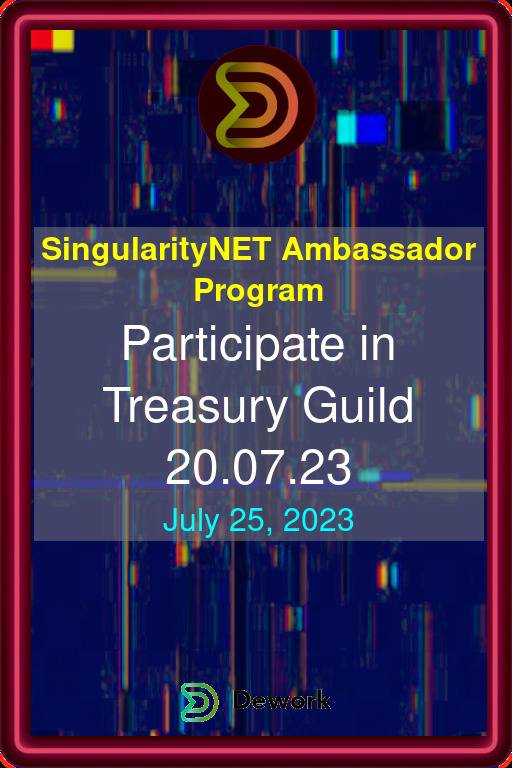 SingularityNET Ambassador
Program
Participate in
Treasury Guild
20.07.23
July 25, 2023
Dework